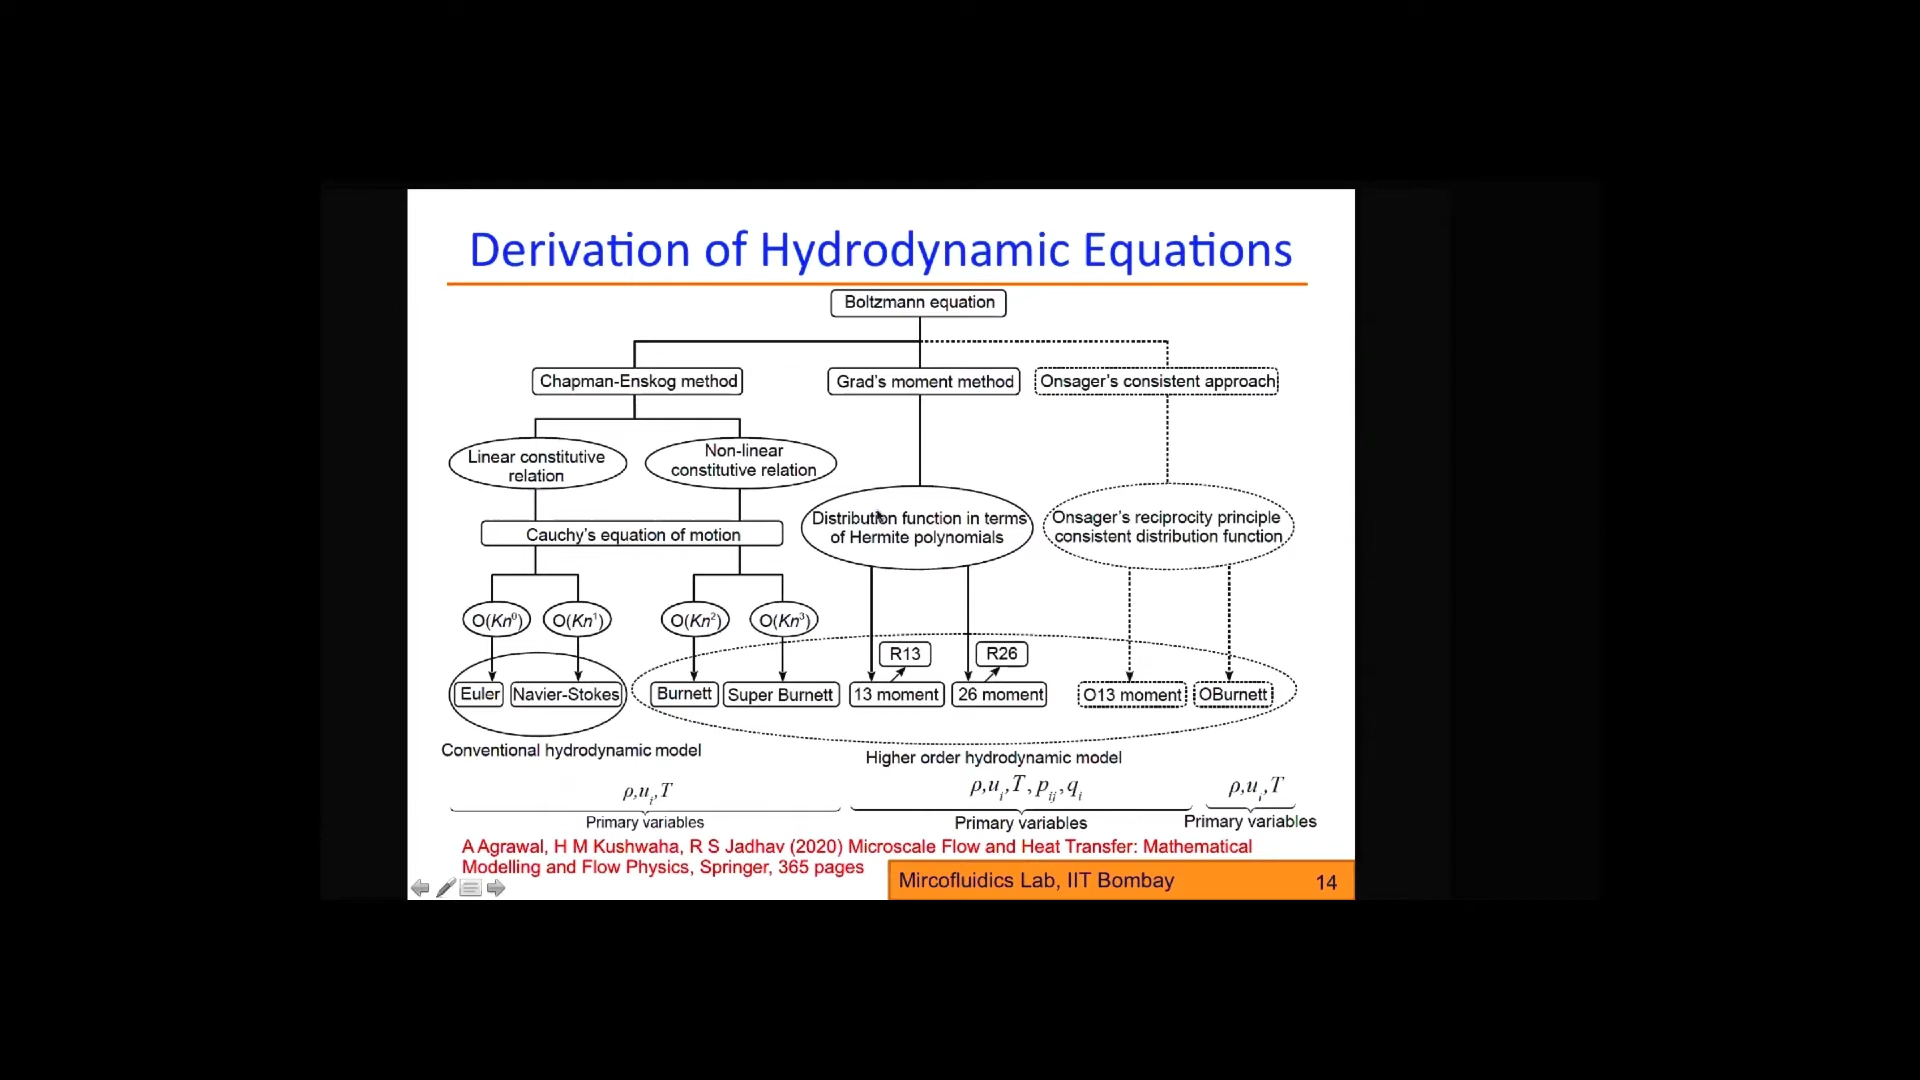 Derivation of Hydrodynamic Equations
Boltzmann equation
Chapman-Enskog method
Grad's moment method
Onsager's consistent approach
Linear constitutive
relation
Non-linear
constitutive relation
Distribution function in terms
of Hermite polynomials
Onsager's reciprocity principle
consistent distribution function
Cauchy's equation of motion
O(Kn⁰)
O(Kn¹)
O(Kn²)
O(Kn³)
R13
R26
Euler
Navier-Stokes
Burnett
Super Burnett
13 moment
26 moment
O13 moment
OBurnett
Conventional hydrodynamic model
Higher order hydrodynamic model
ρ,uᵢ,T
ρ,uᵢ,T,pᵢⱼ,qᵢ
ρ,uᵢ,T
Primary variables
Primary variables
Primary variables
A Agrawal, H M Kushwaha, R S Jadhav (2020) Microscale Flow and Heat Transfer: Mathematical
Modelling and Flow Physics, Springer, 365 pages
Mircofluidics Lab, IIT Bombay
14